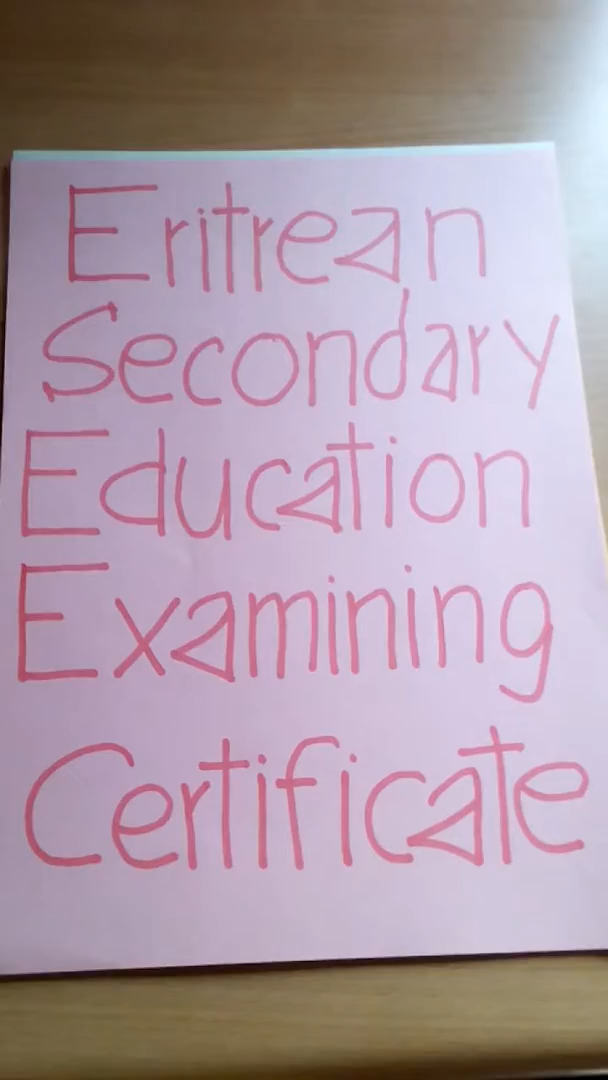 Eritrean
Secondary
Education
Examining
Certificate